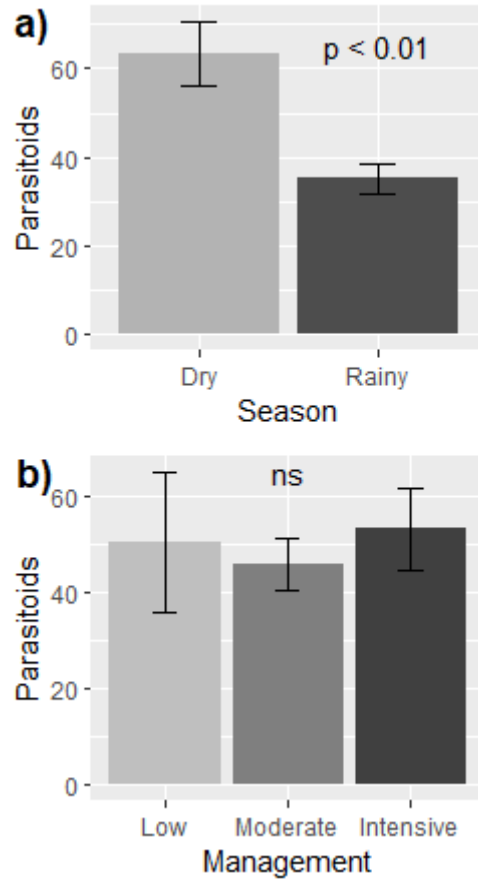 a)
p < 0.01
60
40
20
0
Parasitoids
Dry Rainy
Season
b)
ns
60
40
20
0
Parasitoids
Low Moderate Intensive
Management